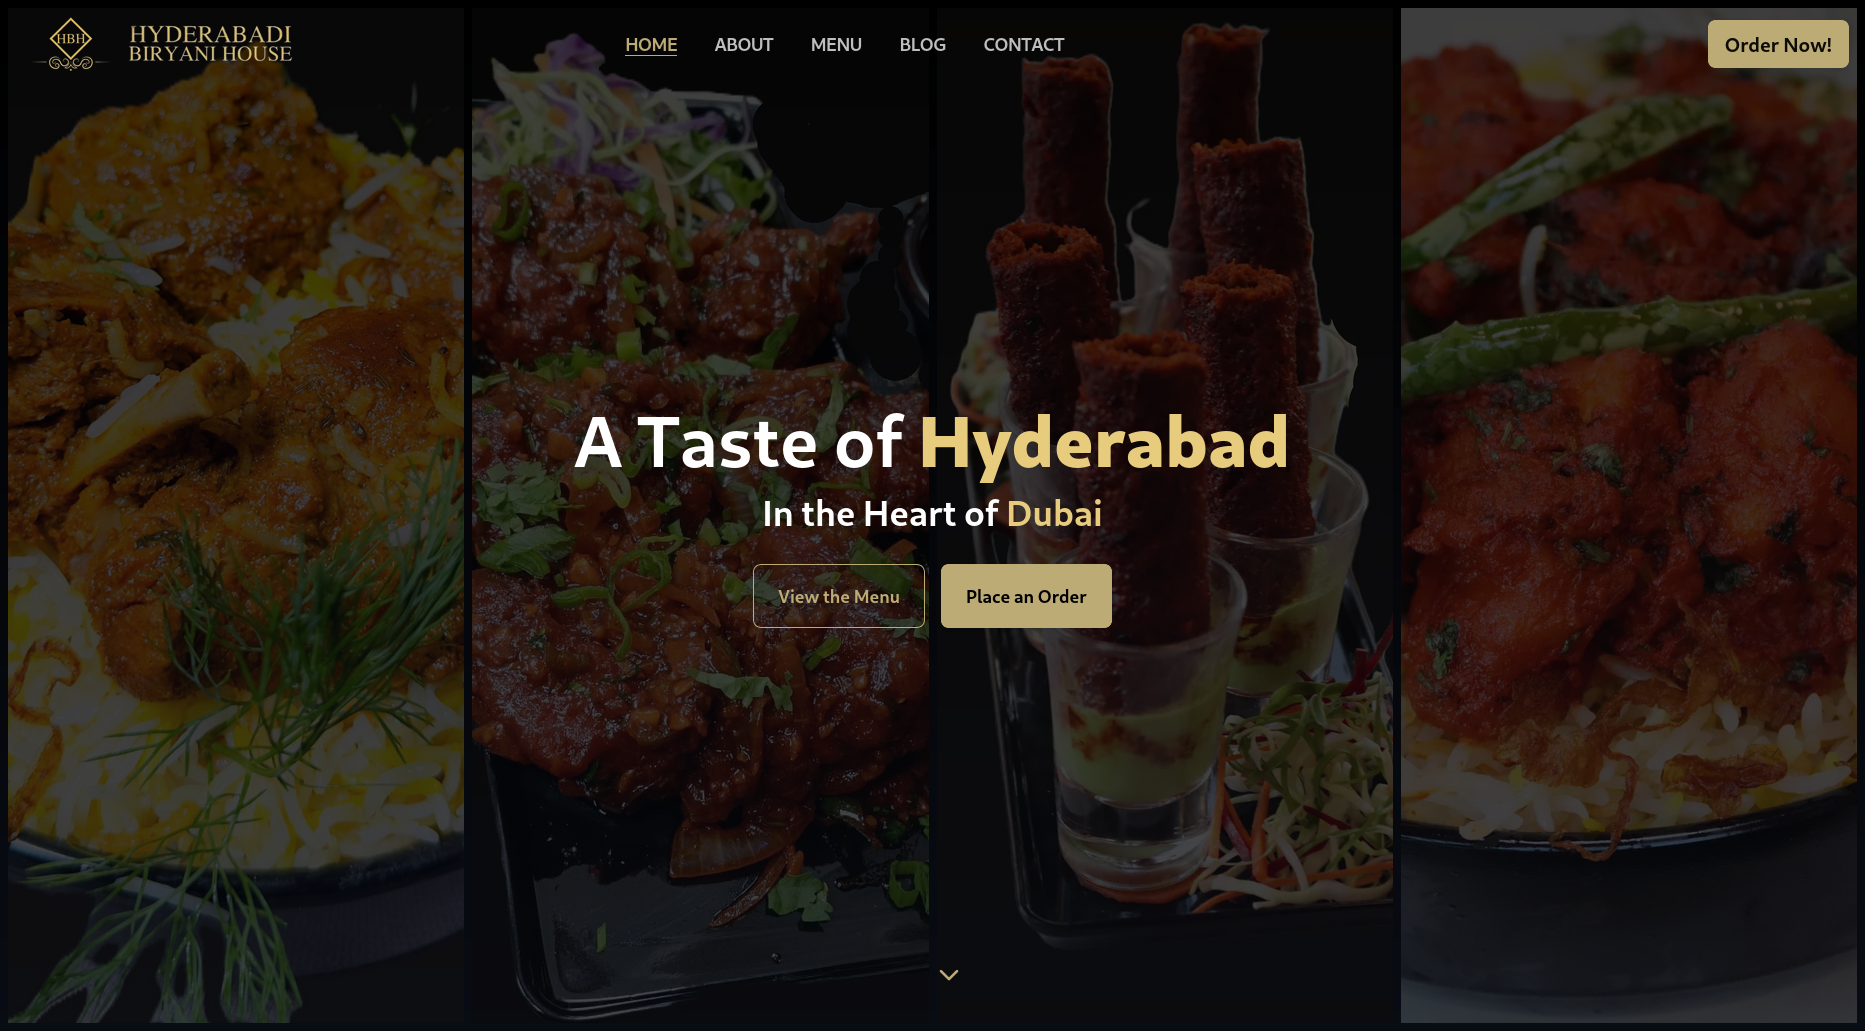 HBH
HYDERABADI
BIRYANI HOUSE
HOME ABOUT MENU BLOG CONTACT
Order Now!
A Taste of Hyderabad
In the Heart of Dubai
View the Menu
Place an Order